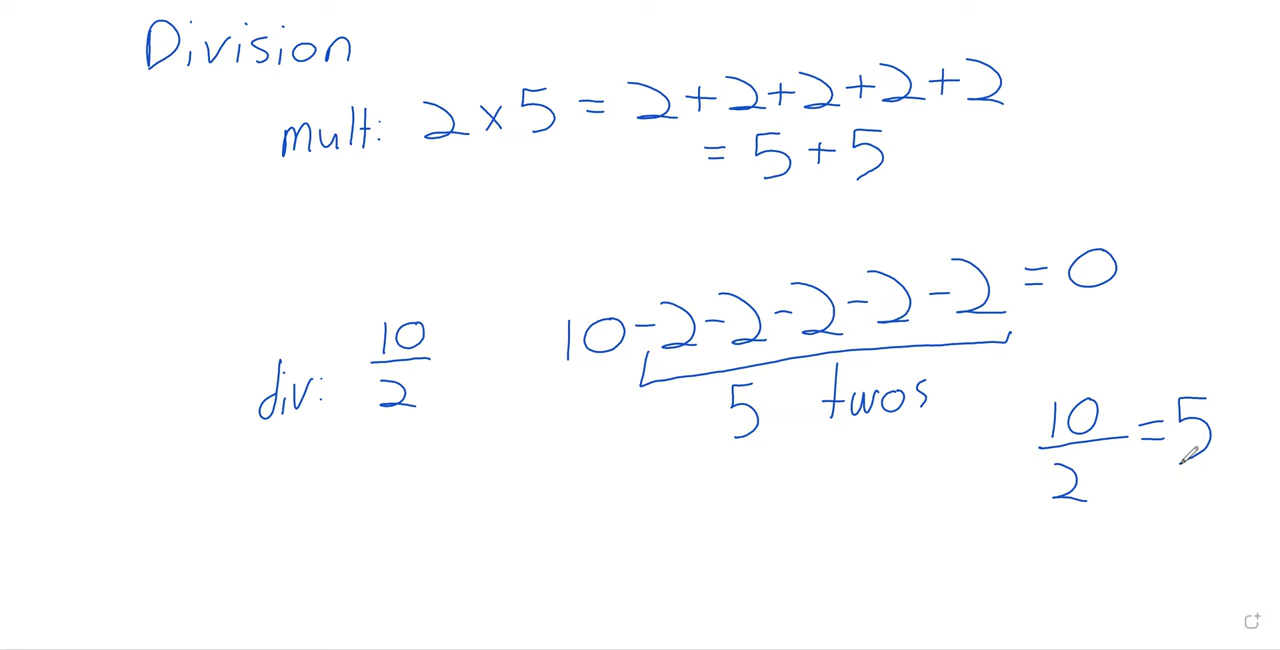 Division
mult: 2 × 5 = 2 + 2 + 2 + 2 + 2
= 5 + 5
10 - 2 - 2 - 2 - 2 - 2 = 0
div: 10/2
5 twos
10/2 = 5